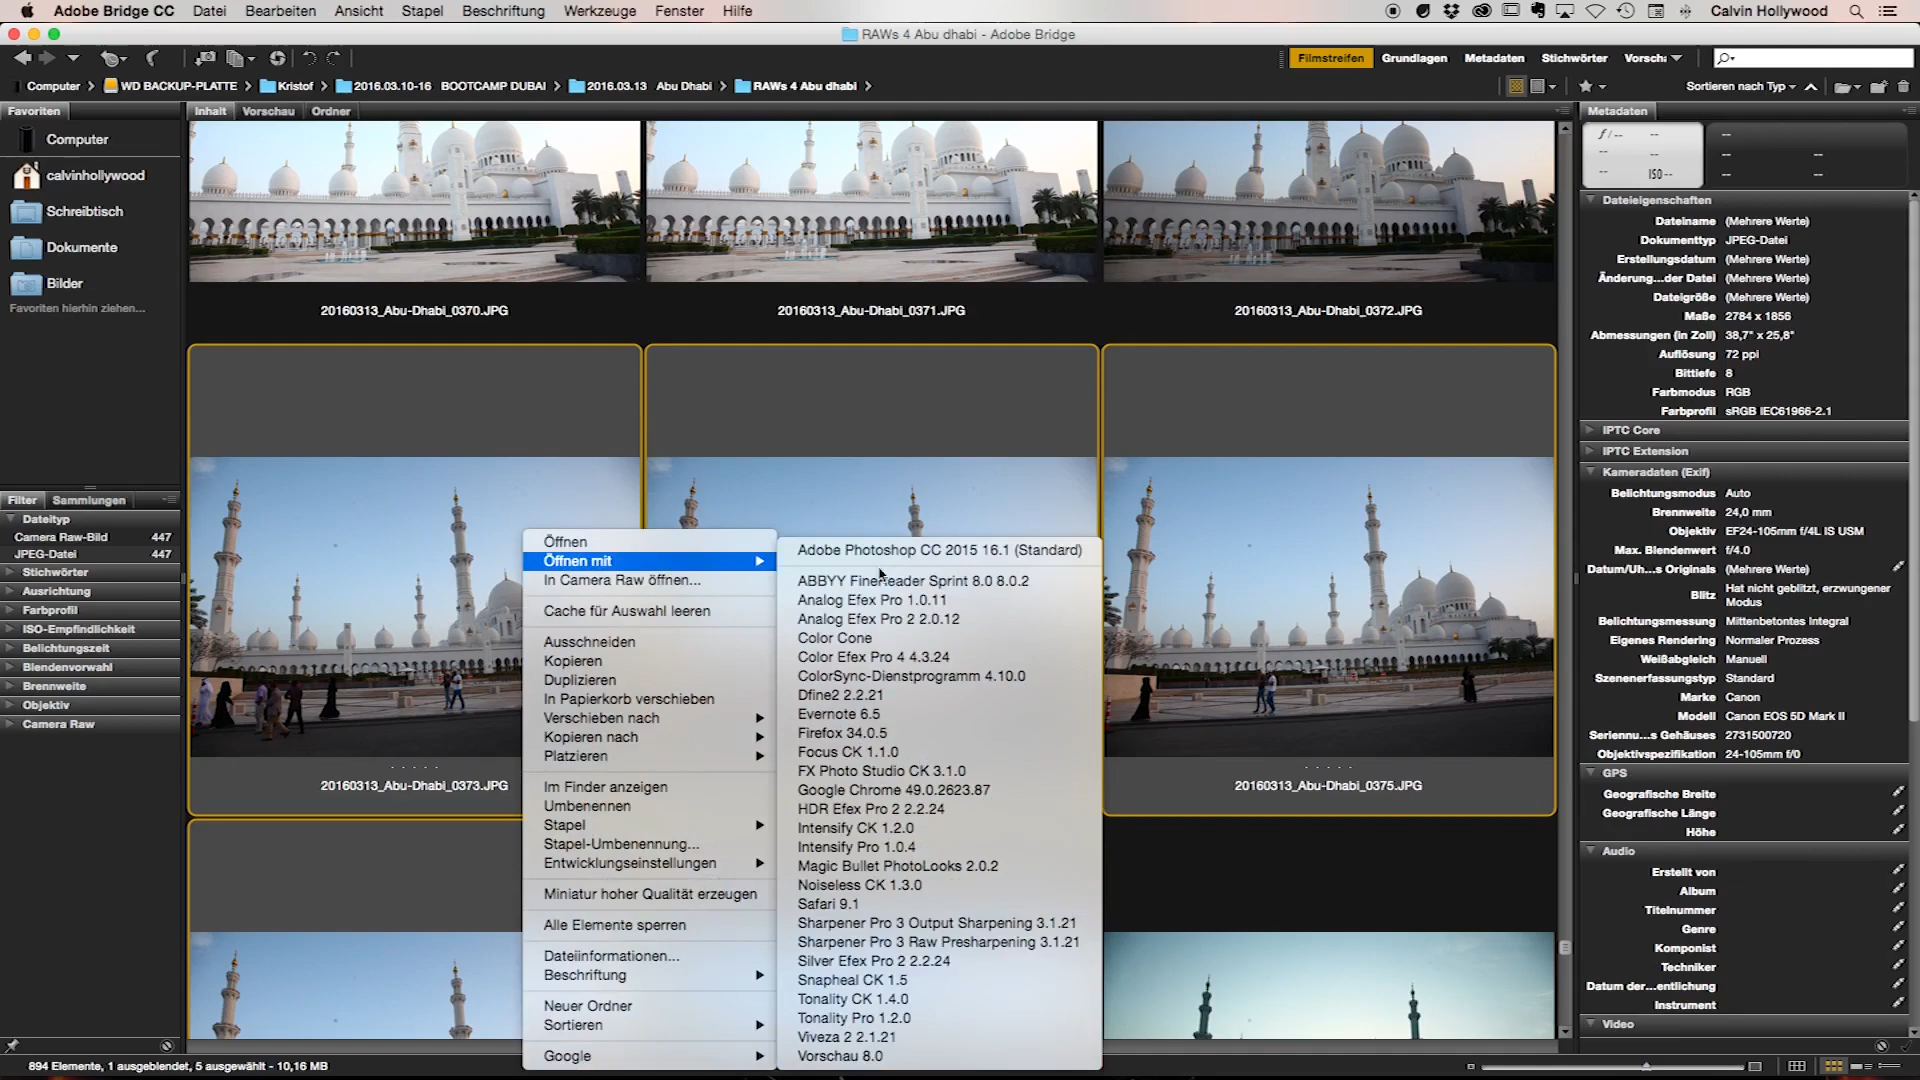 Adobe Bridge CC Datei Bearbeiten Ansicht Stapel Beschriftung Werkzeuge Fenster Hilfe Calvin Hollywood
RAWs 4 Abu dhabi - Adobe Bridge
Filmstreifen Grundlagen Metadaten Stichwörter Vorscha
Computer WD BACKUP-PLATTE Kristof 2016.03.10-16 BOOTCAMP DUBAI 2016.03.13 Abu Dhabi RAWs 4 Abu dhabi Sortieren nach Typ
Favoriten
Computer
calvinhollywood
Schreibtisch
Dokumente
Bilder
Favoriten hierhin ziehen...
Filter Sammlungen
Dateityp
Camera Raw-Bild 447
JPEG-Datei 447
Stichwörter
Ausrichtung
Farbprofil
ISO-Empfindlichkeit
Belichtungszeit
Blendenvorwahl
Brennweite
Objektiv
Camera Raw
Inhalt Vorschau Ordner
20160313_Abu-Dhabi_0370.JPG
20160313_Abu-Dhabi_0371.JPG
20160313_Abu-Dhabi_0372.JPG
20160313_Abu-Dhabi_0373.JPG
20160313_Abu-Dhabi_0375.JPG
Öffnen
Öffnen mit
In Camera Raw öffnen...
Cache für Auswahl leeren
Ausschneiden
Kopieren
Duplizieren
In Papierkorb verschieben
Verschieben nach
Kopieren nach
Platzieren
Im Finder anzeigen
Umbenennen
Stapel
Stapel-Umbenennung...
Entwicklungseinstellungen
Miniatur hoher Qualität erzeugen
Alle Elemente sperren
Dateiinformationen...
Beschriftung
Neuer Ordner
Sortieren
Google
Adobe Photoshop CC 2015 16.1 (Standard)
ABBYY FineReader Sprint 8.0 8.0.2
Analog Efex Pro 1.0.11
Analog Efex Pro 2 2.0.12
Color Cone
Color Efex Pro 4 4.3.24
ColorSync-Dienstprogramm 4.10.0
Dfine2 2.2.21
Evernote 6.5
Firefox 34.0.5
Focus CK 1.1.0
FX Photo Studio CK 3.1.0
Google Chrome 49.0.2623.87
HDR Efex Pro 2 2.2.24
Intensify CK 1.2.0
Intensify Pro 1.0.4
Magic Bullet PhotoLooks 2.0.2
Noiseless CK 1.3.0
Safari 9.1
Sharpener Pro 3 Output Sharpening 3.1.21
Sharpener Pro 3 Raw Presharpening 3.1.21
Silver Efex Pro 2 2.2.24
Snapheal CK 1.5
Tonality CK 1.4.0
Tonality Pro 1.2.0
Viveza 2 2.1.21
Vorschau 8.0
Metadaten
ƒ/-- --
-- --
-- ISO--
--
-- --
-- --
Dateieigenschaften
Dateiname (Mehrere Werte)
Dokumenttyp JPEG-Datei
Erstellungsdatum (Mehrere Werte)
Änderung...der Datei (Mehrere Werte)
Dateigröße (Mehrere Werte)
Maße 2784 x 1856
Abmessungen (in Zoll) 38,7" x 25,8"
Auflösung 72 ppi
Bittiefe 8
Farbmodus RGB
Farbprofil sRGB IEC61966-2.1
IPTC Core
IPTC Extension
Kameradaten (Exif)
Belichtungsmodus Auto
Brennweite 24,0 mm
Objektiv EF24-105mm f/4L IS USM
Max. Blendenwert f/4.0
Datum/Uh...s Originals (Mehrere Werte)
Blitz Hat nicht geblitzt, erzwungener
Modus
Belichtungsmessung Mittenbetontes Integral
Eigenes Rendering Normaler Prozess
Weißabgleich Manuell
Szenenerfassungstyp Standard
Marke Canon
Modell Canon EOS 5D Mark II
Seriennu...s Gehäuses 2731500720
Objektivspezifikation 24-105mm f/0
GPS
Geografische Breite
Geografische Länge
Höhe
Audio
Erstellt von
Album
Titelnummer
Genre
Komponist
Techniker
Datum der...entlichung
Instrument
Video
894 Elemente, 1 ausgeblendet, 5 ausgewählt - 10,16 MB